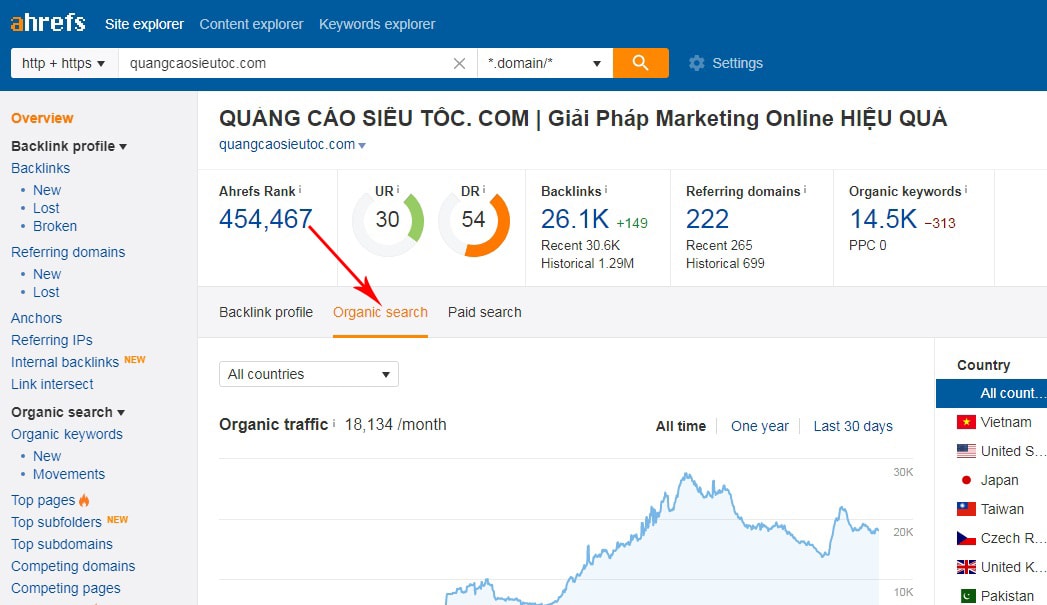 ahrefs Site explorer Content explorer Keywords explorer
http + https quangcaosieutoc.com *.domain/* Settings
Overview
Backlink profile
Backlinks
• New
• Lost
• Broken
Referring domains
• New
• Lost
Anchors
Referring IPs
Internal backlinks NEW
Link intersect
Organic search
Organic keywords
• New
• Movements
Top pages
Top subfolders NEW
Top subdomains
Competing domains
Competing pages
QUẢNG CÁO SIÊU TỐC. COM | Giải Pháp Marketing Online HIỆU QUẢ
quangcaosieutoc.com
Ahrefs Rank i
454,467
UR i
30
DR i
54
Backlinks i
26.1K +149
Recent 30.6K
Historical 1.29M
Referring domains i
222
Recent 265
Historical 699
Organic keywords i
14.5K −313
PPC 0
Backlink profile Organic search Paid search
All countries
Organic traffic i 18,134 /month
All time One year Last 30 days
30K
20K
10K
Country
All count...
Vietnam
United S...
Japan
Taiwan
Czech R...
United K...
Pakistan